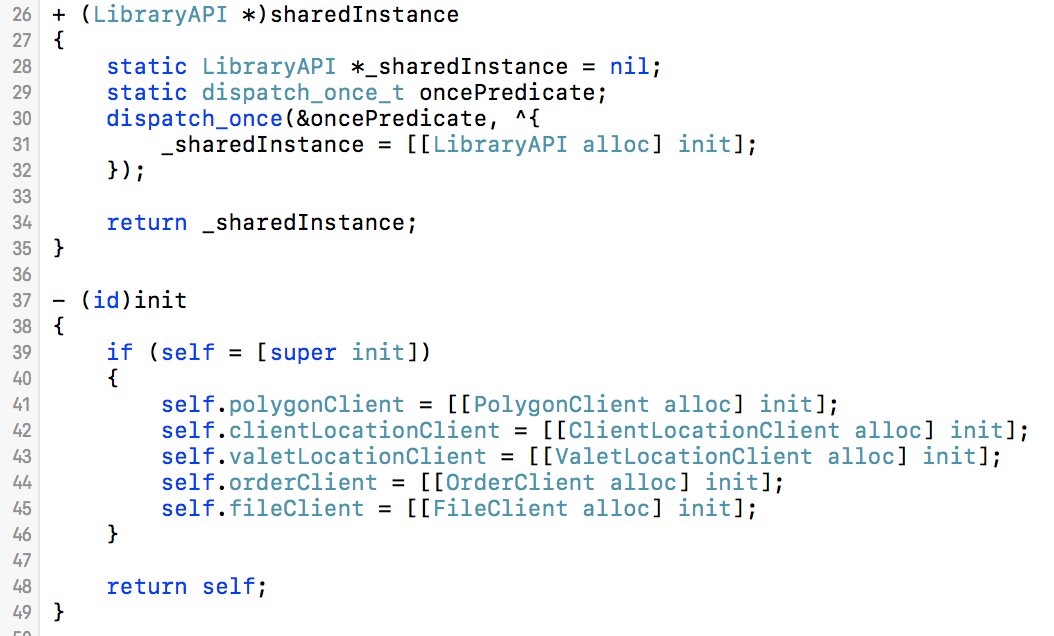 26 + (LibraryAPI *)sharedInstance
27 {
28     static LibraryAPI *_sharedInstance = nil;
29     static dispatch_once_t oncePredicate;
30     dispatch_once(&oncePredicate, ^{
31         _sharedInstance = [[LibraryAPI alloc] init];
32     });
33
34     return _sharedInstance;
35 }
36
37 – (id)init
38 {
39     if (self = [super init])
40     {
41         self.polygonClient = [[PolygonClient alloc] init];
42         self.clientLocationClient = [[ClientLocationClient alloc] init];
43         self.valetLocationClient = [[ValetLocationClient alloc] init];
44         self.orderClient = [[OrderClient alloc] init];
45         self.fileClient = [[FileClient alloc] init];
46     }
47
48     return self;
49 }